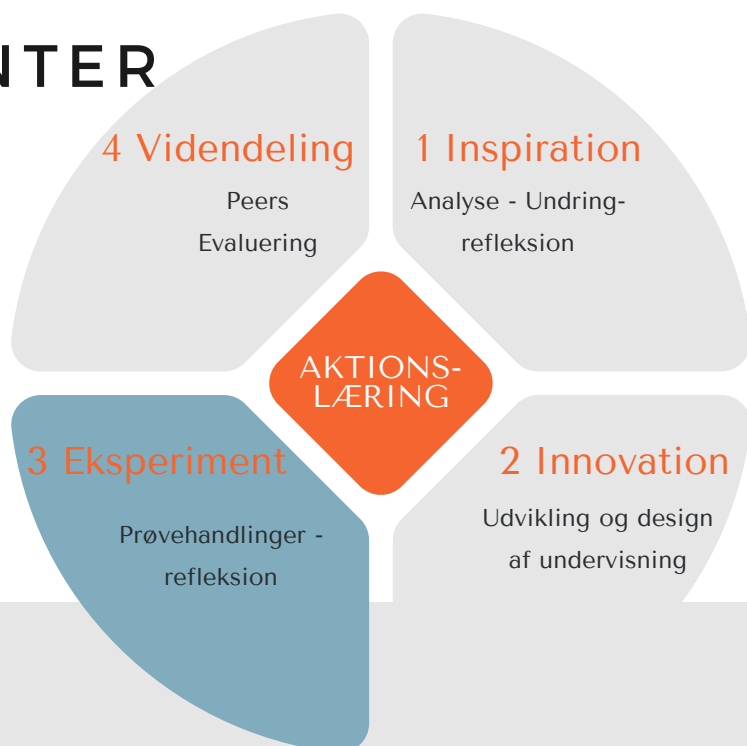 NTER
4 Videndeling
Peers
Evaluering
1 Inspiration
Analyse - Undring-
refleksion
AKTIONS-
LÆRING
3 Eksperiment
Prøvehandlinger -
refleksion
2 Innovation
Udvikling og design
af undervisning